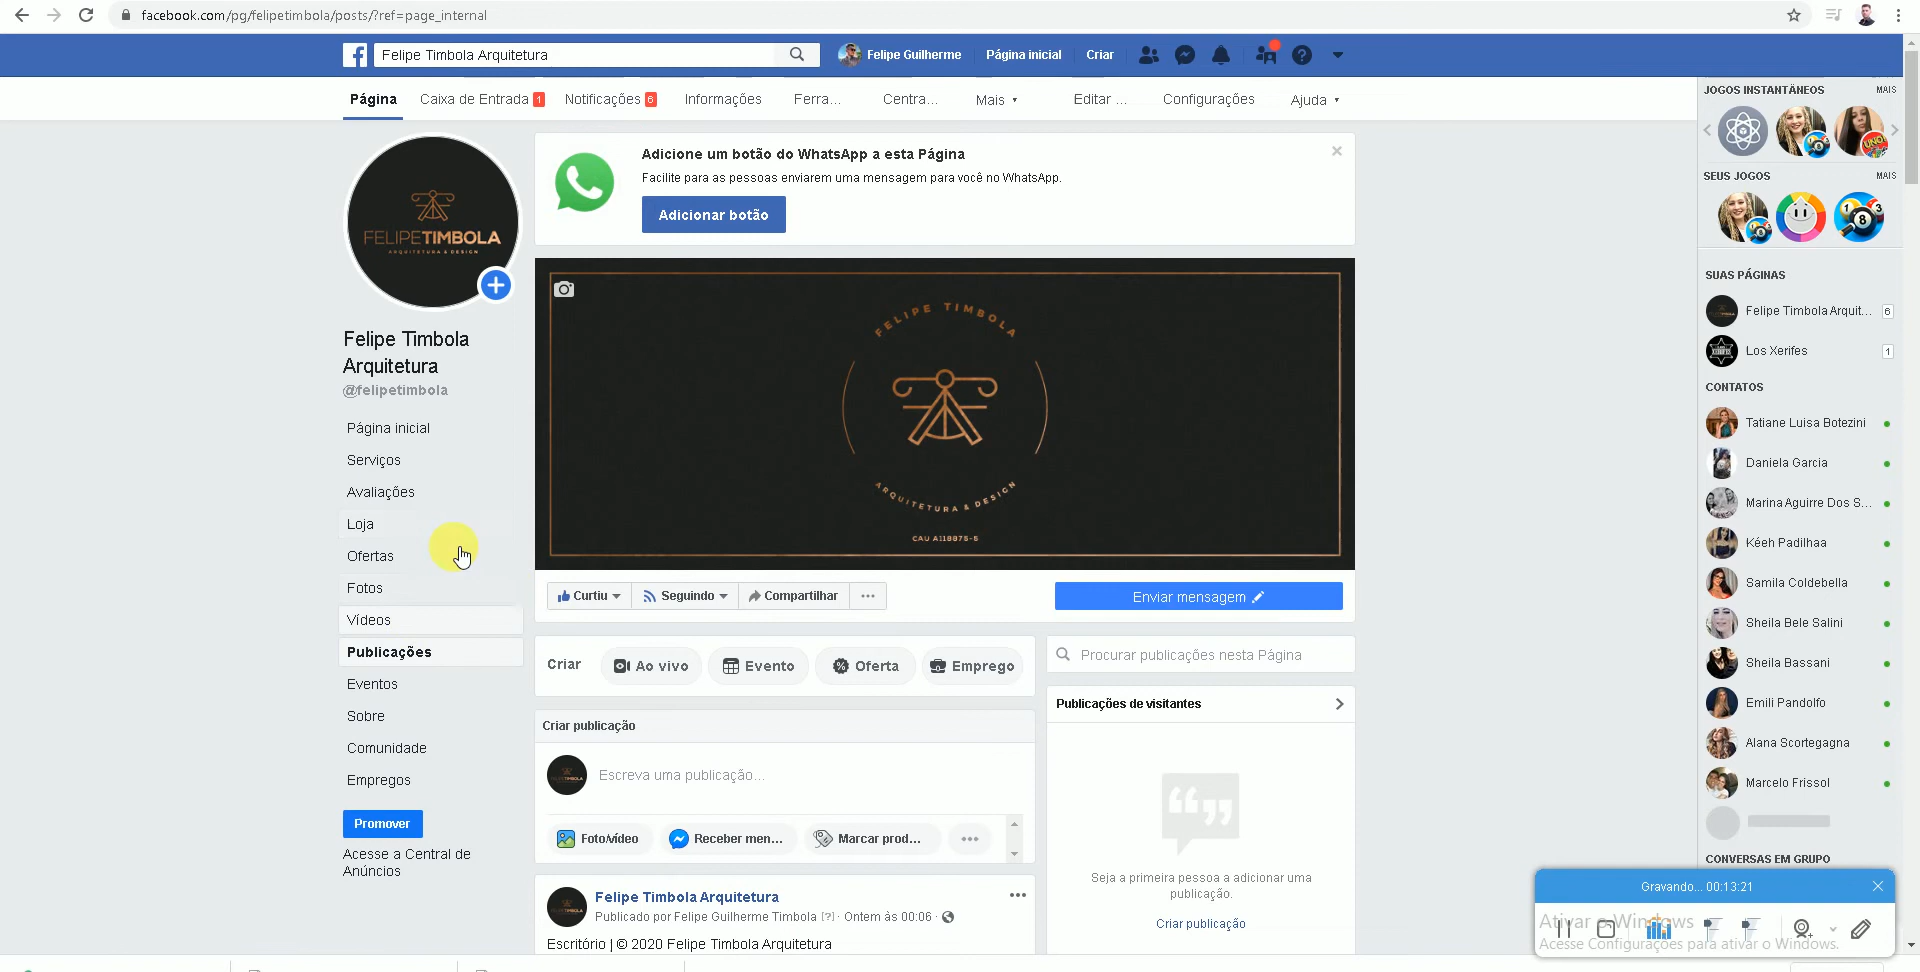 facebook.com/pg/felipetimbola/posts/?ref=page_internal
Felipe Timbola Arquitetura
Felipe Guilherme
Página inicial
Criar
Página
Caixa de Entrada 1
Notificações 6
Informações
Ferra...
Centra...
Mais
Editar ...
Configurações
Ajuda
FELIPETIMBOLA
ARQUITETURA & DESIGN
Felipe Timbola
Arquitetura
@felipetimbola
Página inicial
Serviços
Avaliações
Loja
Ofertas
Fotos
Vídeos
Publicações
Eventos
Sobre
Comunidade
Empregos
Promover
Acesse a Central de
Anúncios
Adicione um botão do WhatsApp a esta Página
Facilite para as pessoas enviarem uma mensagem para você no WhatsApp.
Adicionar botão
FELIPE TIMBOLA
ARQUITETURA & DESIGN
CAU A118875-5
Curtiu
Seguindo
Compartilhar
Enviar mensagem
Criar
Ao vivo
Evento
Oferta
Emprego
Criar publicação
Escreva uma publicação...
Foto/vídeo
Receber men...
Marcar prod...
Felipe Timbola Arquitetura
Publicado por Felipe Guilherme Timbola [?] · Ontem às 00:06 ·
Escritório | © 2020 Felipe Timbola Arquitetura
Procurar publicações nesta Página
Publicações de visitantes
Seja a primeira pessoa a adicionar uma
publicação.
Criar publicação
JOGOS INSTANTÂNEOS
MAIS
UNO
SEUS JOGOS
MAIS
1 8 3
SUAS PÁGINAS
Felipe Timbola Arquit... 6
Los Xerifes 1
CONTATOS
Tatiane Luisa Botezini
Daniela Garcia
Marina Aguirre Dos S...
Kéeh Padilhaa
Samila Coldebella
Sheila Bele Salini
Sheila Bassani
Emili Pandolfo
Alana Scortegagna
Marcelo Frissol
CONVERSAS EM GRUPO
Gravando... 00:13:21
Ativar o Windows
Acesse Configurações para ativar o Windows.